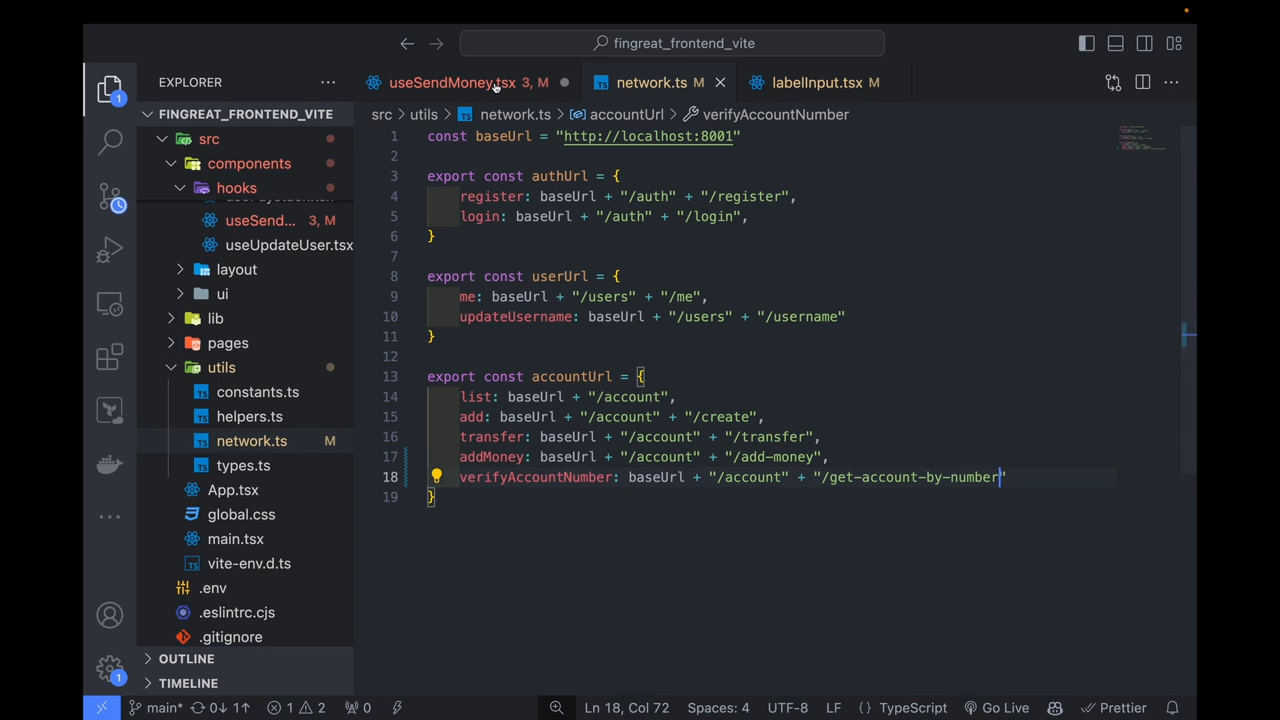 fingreat_frontend_vite
EXPLORER
useSendMoney.tsx 3, M
network.ts M
labelInput.tsx M
FINGREAT_FRONTEND_VITE
src > utils > network.ts > accountUrl > verifyAccountNumber
src
components
hooks
useSend... 3, M
useUpdateUser.tsx
layout
ui
lib
pages
utils
constants.ts
helpers.ts
network.ts M
types.ts
App.tsx
global.css
main.tsx
vite-env.d.ts
.env
.eslintrc.cjs
.gitignore
OUTLINE
TIMELINE
1
1
1 const baseUrl = "http://localhost:8001"
2
3 export const authUrl = {
4 register: baseUrl + "/auth" + "/register",
5 login: baseUrl + "/auth" + "/login",
6 }
7
8 export const userUrl = {
9 me: baseUrl + "/users" + "/me",
10 updateUsername: baseUrl + "/users" + "/username"
11 }
12
13 export const accountUrl = {
14 list: baseUrl + "/account",
15 add: baseUrl + "/account" + "/create",
16 transfer: baseUrl + "/account" + "/transfer",
17 addMoney: baseUrl + "/account" + "/add-money",
18 verifyAccountNumber: baseUrl + "/account" + "/get-account-by-number"
19 }
main* 0↓ 1↑ 1 2 0 Ln 18, Col 72 Spaces: 4 UTF-8 LF {} TypeScript Go Live Prettier